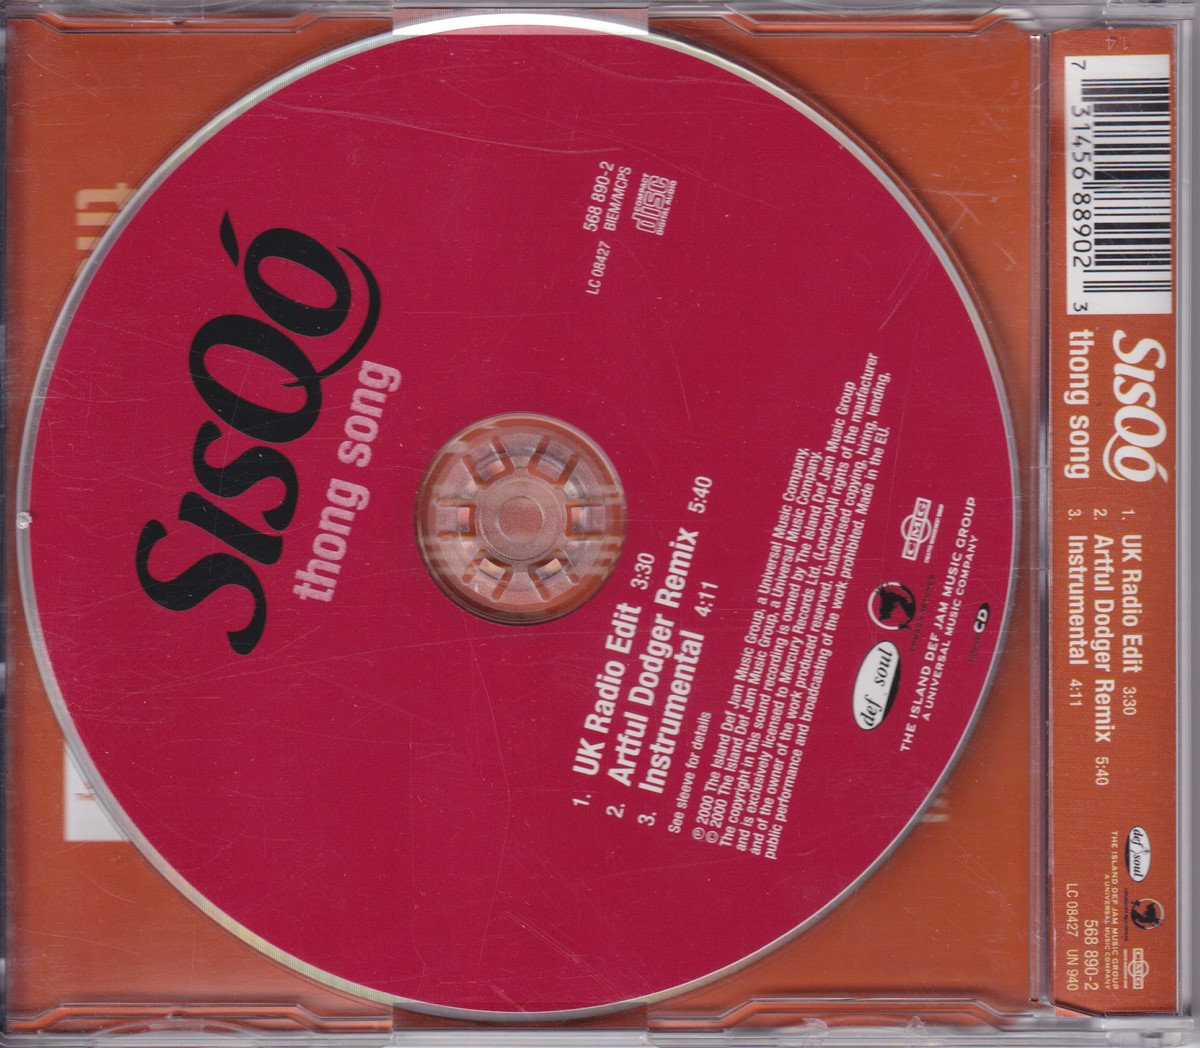 SISQÓ
thong song
568 890-2
LC 08427 BIEM/MCPS
COMPACT
disc
DIGITAL AUDIO
1. UK Radio Edit 3:30
2. Artful Dodger Remix 5:40
3. Instrumental 4:11
See sleeve for details
℗ 2000 The Island Def Jam Music Group, a Universal Music Company.
© 2000 The Island Def Jam Music Group, a Universal Music Company.
The copyright in this sound recording is owned by The Island Def Jam Music Group
and is exclusively licensed to Mercury Records Ltd. (London)All rights of the maufacturer
and of the owner of the work produced reserved. Unauthorised copying, hiring, lending,
public performance and broadcasting of the work prohibited. Made in the EU.
def soul
THE ISLAND DEF JAM MUSIC GROUP
A UNIVERSAL MUSIC COMPANY
CD
14
7 31456 88902 3
SISQÓ
thong song
1. UK Radio Edit 3:30
2. Artful Dodger Remix 5:40
3. Instrumental 4:11
def soul
THE ISLAND DEF JAM MUSIC GROUP
A UNIVERSAL MUSIC COMPANY
568 890-2
LC 08427 UN 940